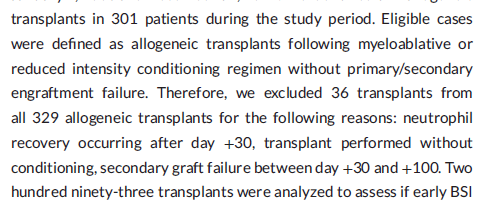 transplants in 301 patients during the study period. Eligible cases
were defined as allogeneic transplants following myeloablative or
reduced intensity conditioning regimen without primary/secondary
engraftment failure. Therefore, we excluded 36 transplants from
all 329 allogeneic transplants for the following reasons: neutrophil
recovery occurring after day +30, transplant performed without
conditioning, secondary graft failure between day +30 and +100. Two
hundred ninety-three transplants were analyzed to assess if early BSI